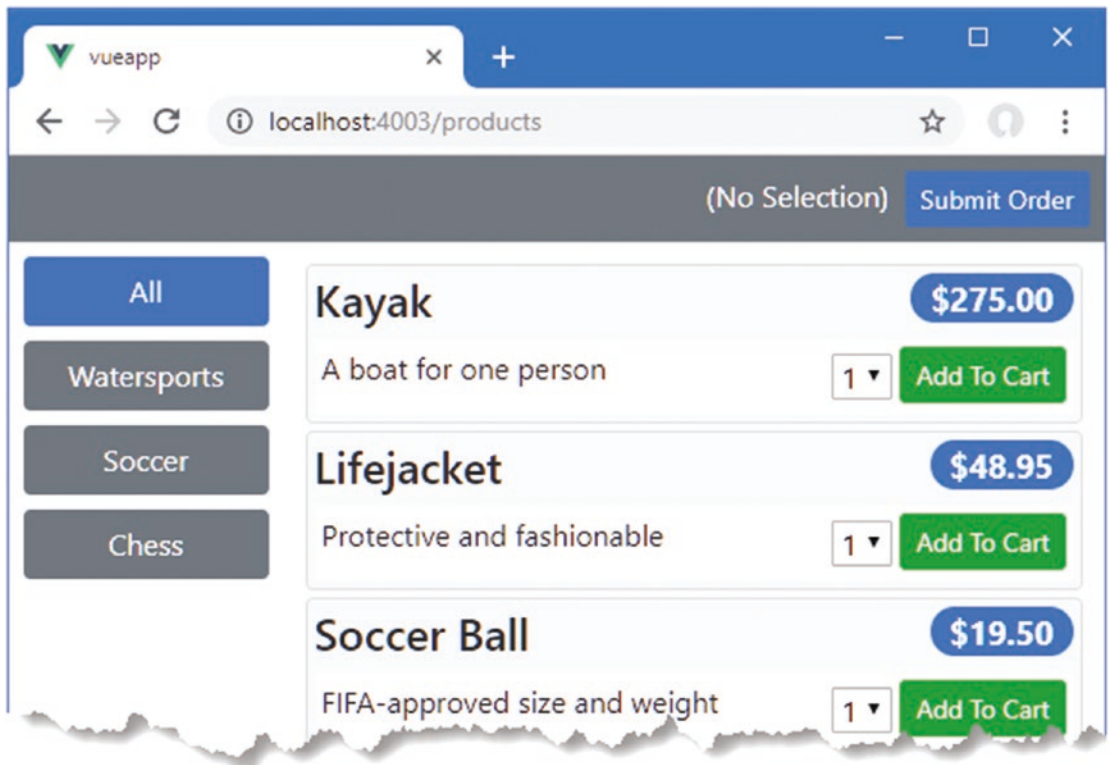 vueapp
localhost:4003/products
(No Selection) Submit Order
All
Watersports
Soccer
Chess
Kayak $275.00
A boat for one person 1 Add To Cart
Lifejacket $48.95
Protective and fashionable 1 Add To Cart
Soccer Ball $19.50
FIFA-approved size and weight 1 Add To Cart